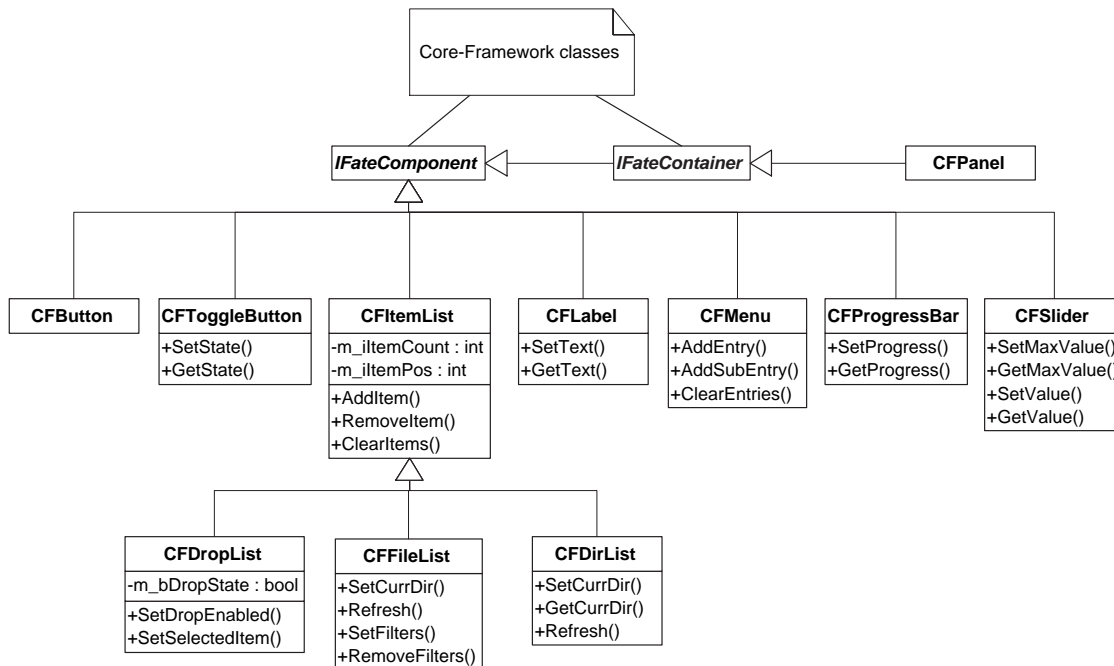 Core-Framework classes
IFateComponent
IFateContainer
CFPanel
CFButton
CFToggleButton
+SetState()
+GetState()
CFItemList
-m_iItemCount : int
-m_iItemPos : int
+AddItem()
+RemoveItem()
+ClearItems()
CFLabel
+SetText()
+GetText()
CFMenu
+AddEntry()
+AddSubEntry()
+ClearEntries()
CFProgressBar
+SetProgress()
+GetProgress()
CFSlider
+SetMaxValue()
+GetMaxValue()
+SetValue()
+GetValue()
CFDropList
-m_bDropState : bool
+SetDropEnabled()
+SetSelectedItem()
CFFileList
+SetCurrDir()
+Refresh()
+SetFilters()
+RemoveFilters()
CFDirList
+SetCurrDir()
+GetCurrDir()
+Refresh()